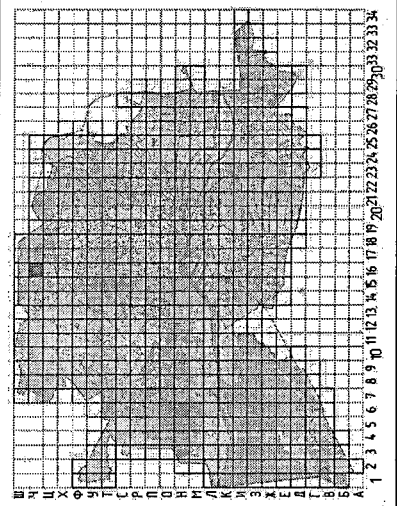 Ш
Ч
Ц
Х
Ф
У
Т
С
Р
П
О
Н
М
Л
К
И
З
Ж
Е
Д
Г
В
Б
А
1 2 3 4 5 6 7 8 9 10 11 12 13 14 15 16 17 18 19 20 21 22 23 24 25 26 27 28 29 30 31 32 33 34